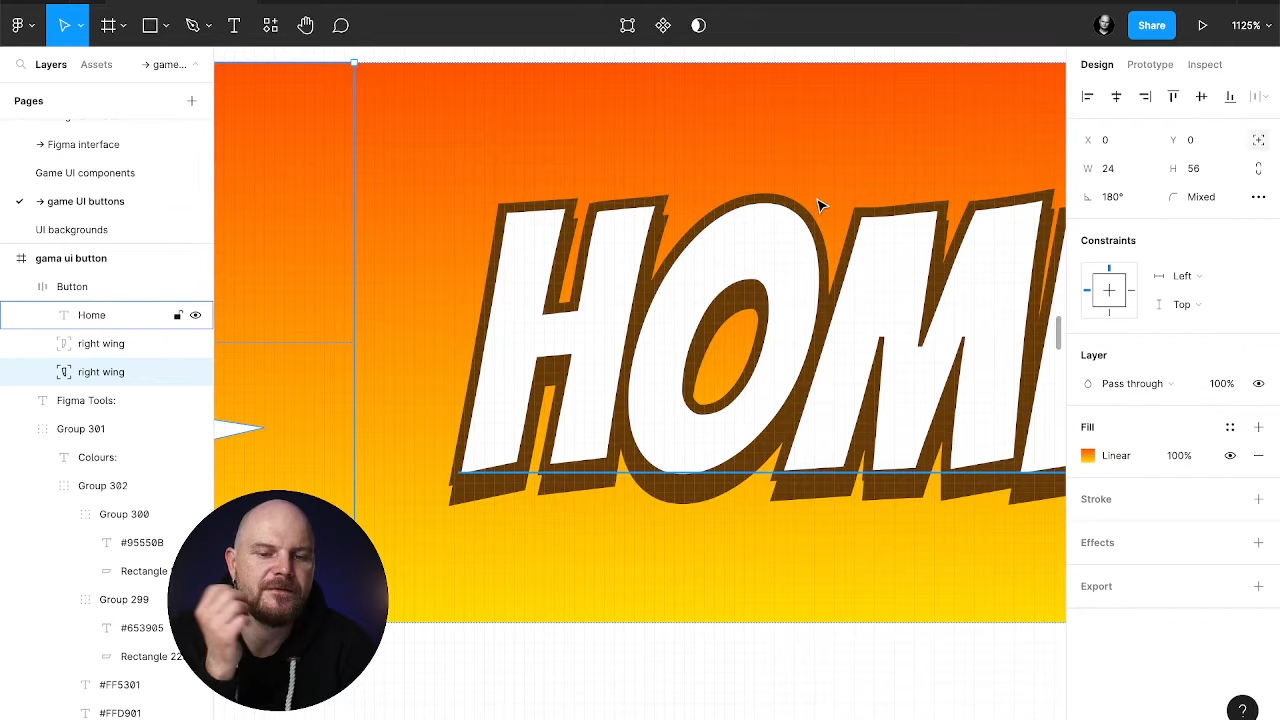 Share
1125%
Layers
Assets
→ game...
Design
Prototype
Inspect
Pages
→ Figma interface
Game UI components
→ game UI buttons
UI backgrounds
gama ui button
Button
Home
right wing
right wing
Figma Tools:
Group 301
Colours:
Group 302
Group 300
#95550B
Rectangle
Group 299
#653905
Rectangle 22
#FF5301
#FFD901
HOM
X 0
Y 0
W 24
H 56
180°
Mixed
Constraints
Left
Top
Layer
Pass through
100%
Fill
Linear
100%
Stroke
Effects
Export
?